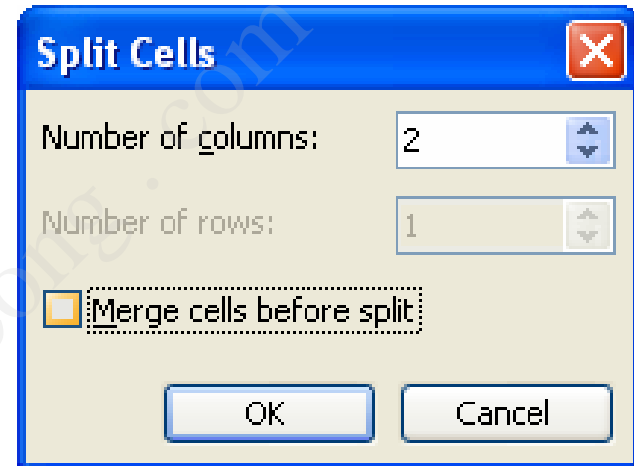 Split Cells
Number of columns: 2
Number of rows: 1
Merge cells before split
OK Cancel